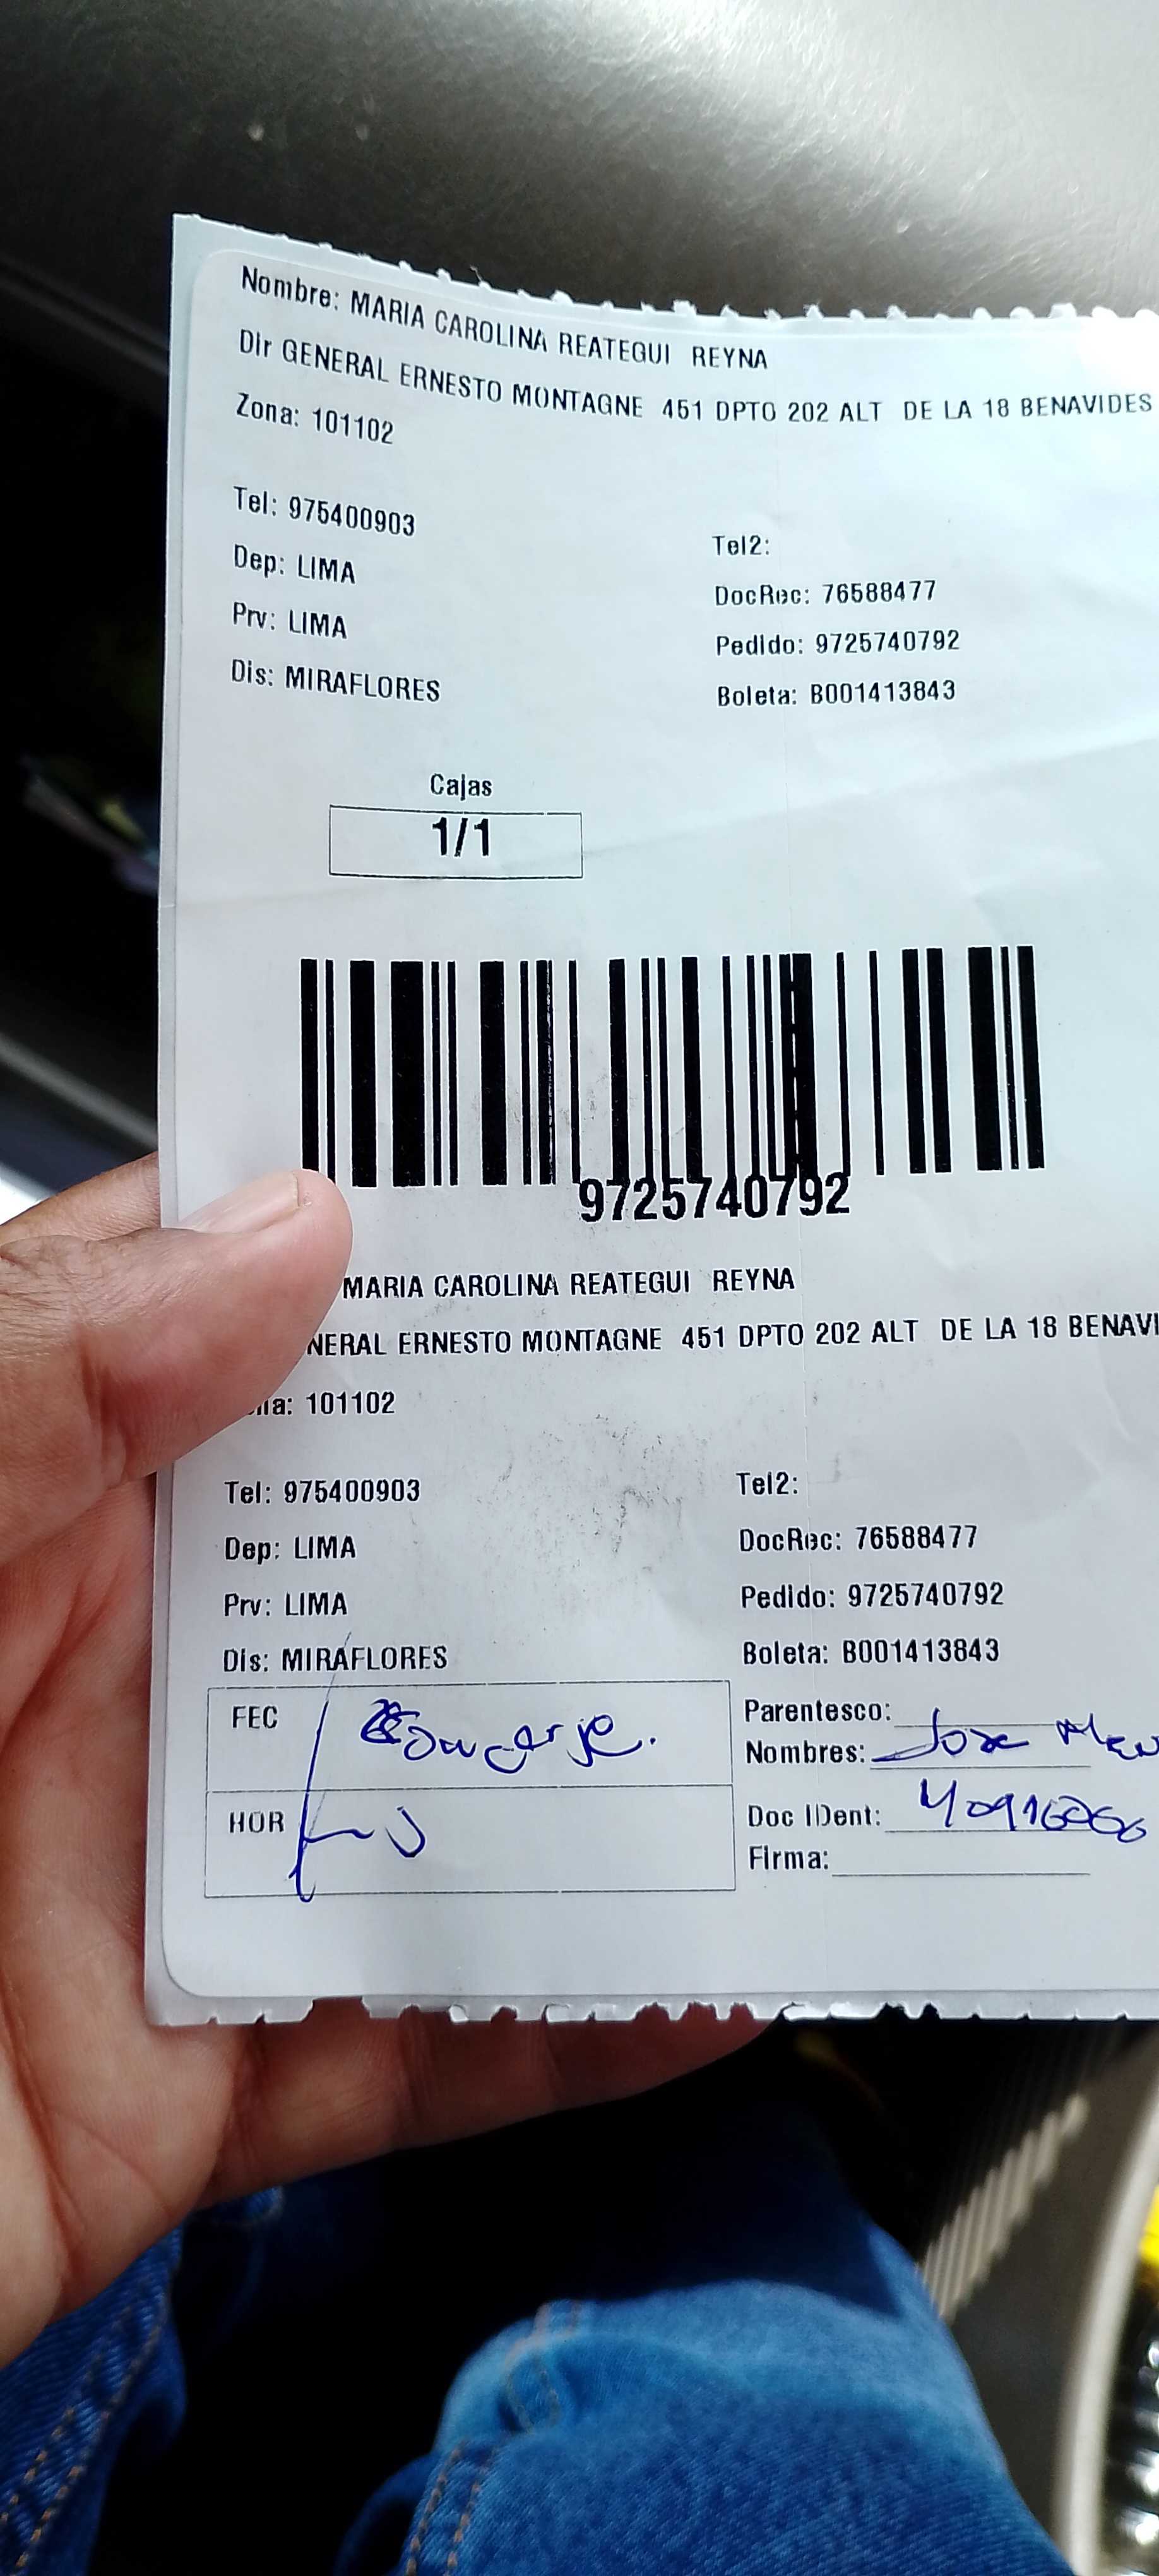 Nombre: MARIA CAROLINA REATEGUI REYNA
Dir GENERAL ERNESTO MONTAGNE 451 DPTO 202 ALT DE LA 18 BENAVIDES
Zona: 101102
Tel: 975400903
Tel2:
Dep: LIMA
DocRec: 76588477
Prv: LIMA
Pedido: 9725740792
Dis: MIRAFLORES
Boleta: B001413843
Cajas
1/1
9725740792
MARIA CAROLINA REATEGUI REYNA
NERAL ERNESTO MONTAGNE 451 DPTO 202 ALT DE LA 18 BENAVI
na: 101102
Tel: 975400903
Tel2:
Dep: LIMA
DocRec: 76588477
Prv: LIMA
Pedido: 9725740792
Dis: MIRAFLORES
Boleta: B001413843
FEC
Parentesco:
Nombres: Jose
HOR
Doc IDent:
Firma: